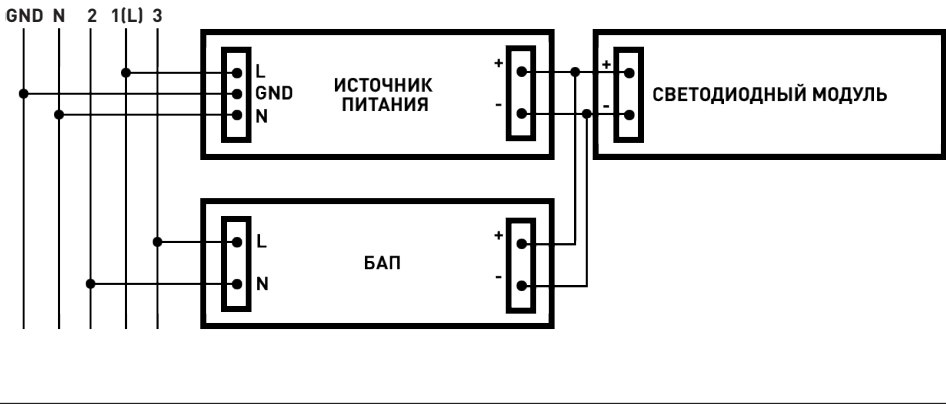 GND N 2 1(L) 3
L
GND
N
ИСТОЧНИК
ПИТАНИЯ
+
-
+
-
СВЕТОДИОДНЫЙ МОДУЛЬ
L
N
БАП
+
-